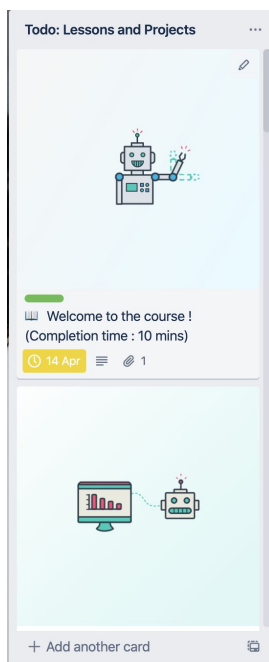 Todo: Lessons and Projects
Welcome to the course !
(Completion time : 10 mins)
14 Apr 1
+ Add another card